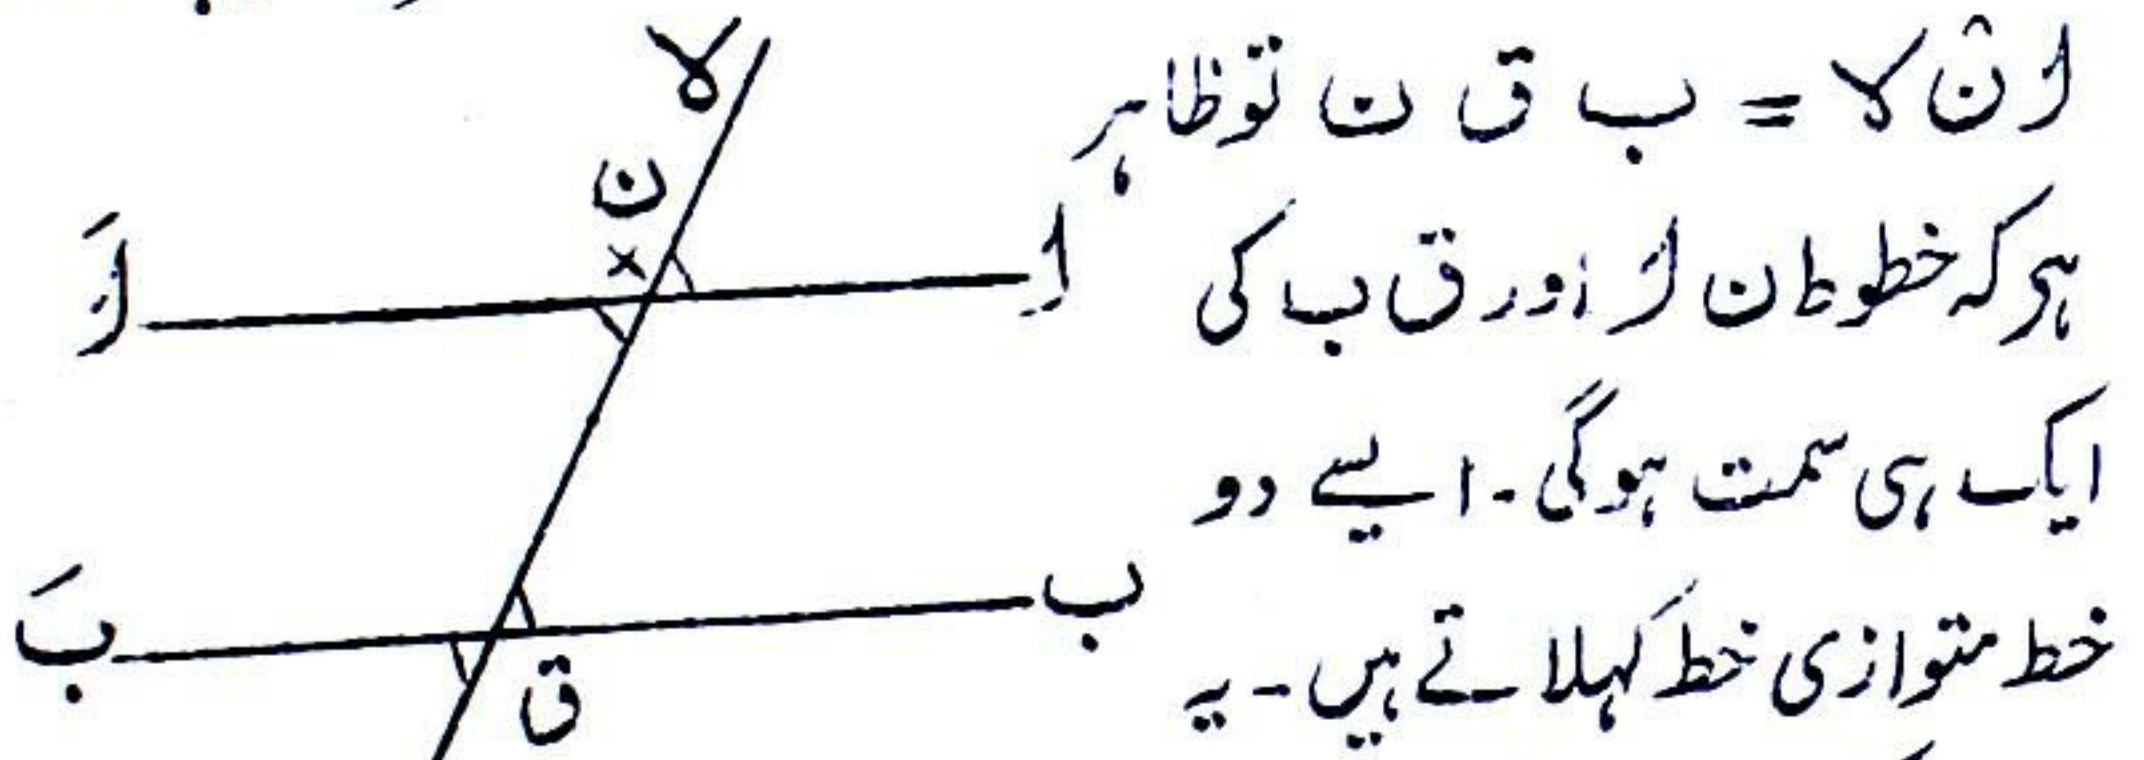 اُ ن لا = ب ق ن تو ظاہر
ہر کہ خطوط ن اُ اور ق ب کی
ایک ہی سمت ہوگی۔ ایسے دو
خط متوازی خط کہلاتے ہیں۔ یہ
لا
ن
×
اَ
ا
بَ
ب
ق